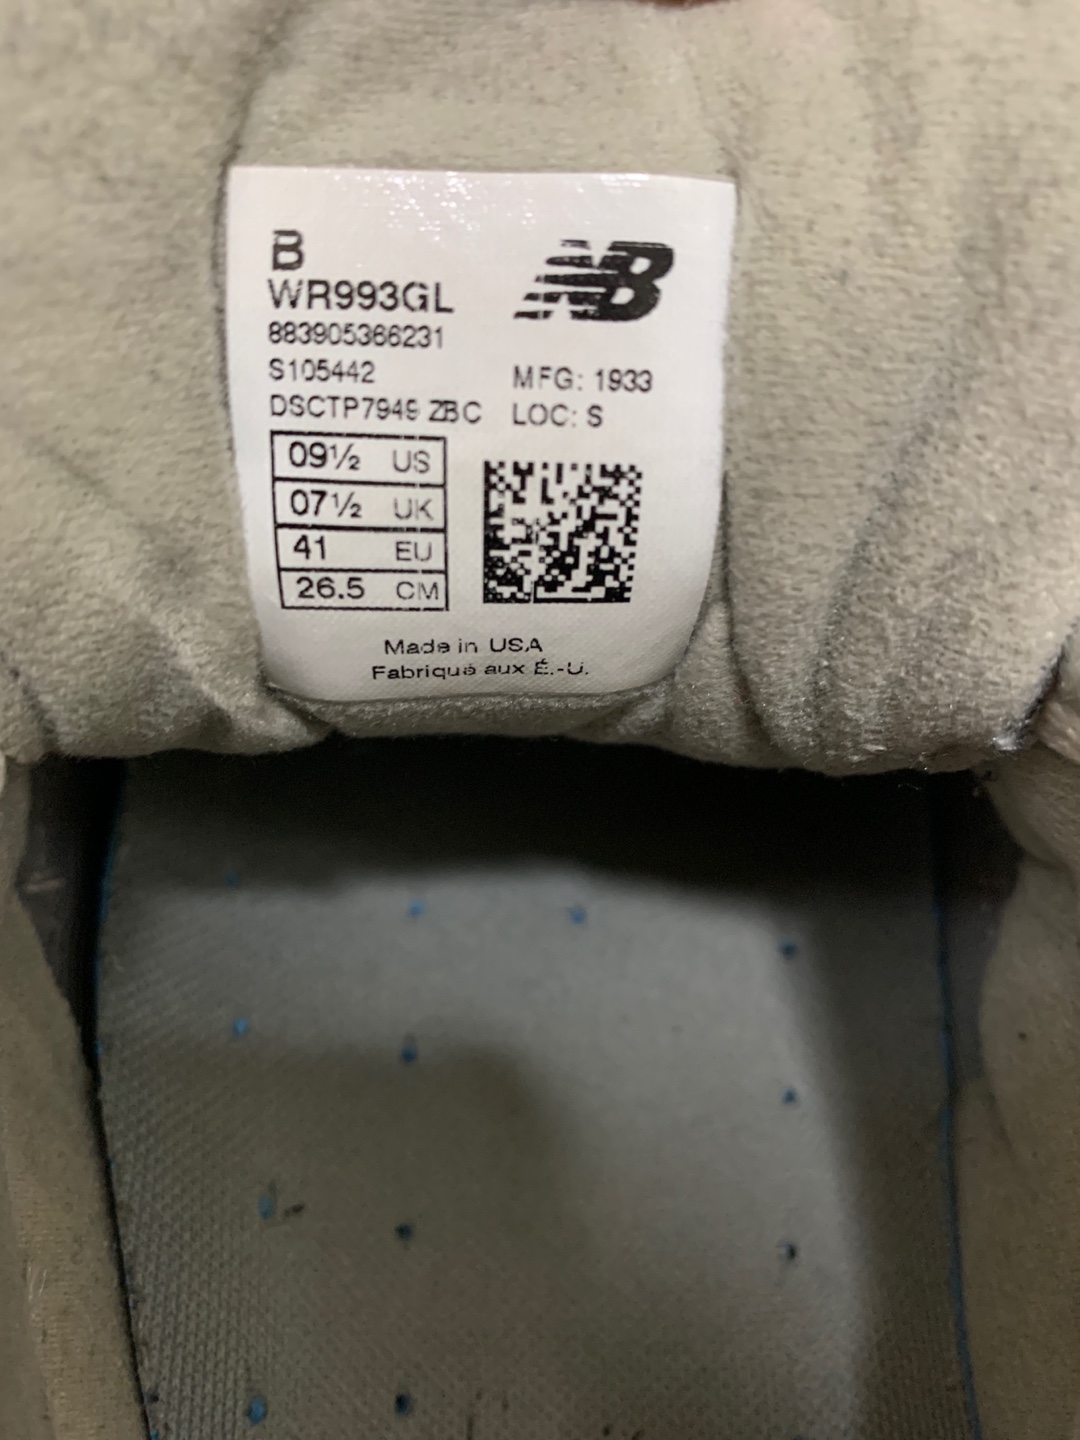 B
NB
WR993GL
883905366231
S105442
MFG: 1933
DSCTP7949 ZBC
LOC: S
09½ US
07½ UK
41 EU
26.5 CM
Made in USA
Fabriqué aux É.-U.